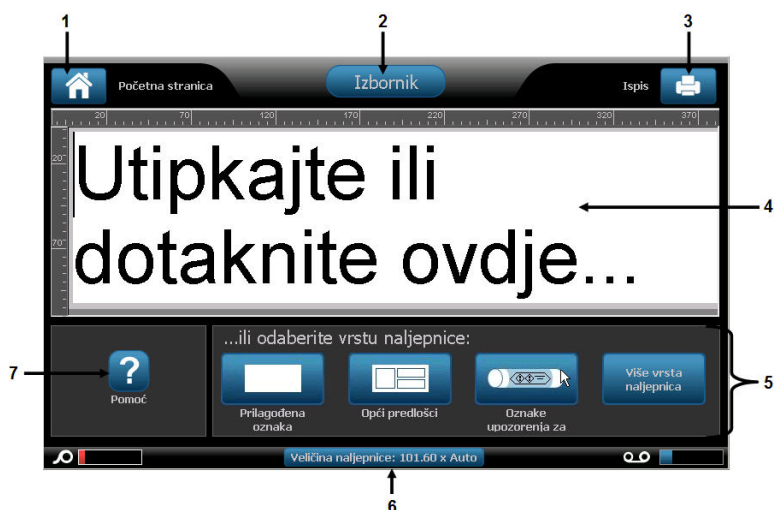 1
2
3
Početna stranica
Izbornik
Ispis
20 70 120 170 220 270 320 370
20
70
Utipkajte ili
dotaknite ovdje...
4
...ili odaberite vrstu naljepnice:
7
?
Pomoć
Prilagođena
oznaka
Opći predlošci
Oznake
upozorenja za
Više vrsta
naljepnica
5
Veličina naljepnice: 101.60 x Auto
6